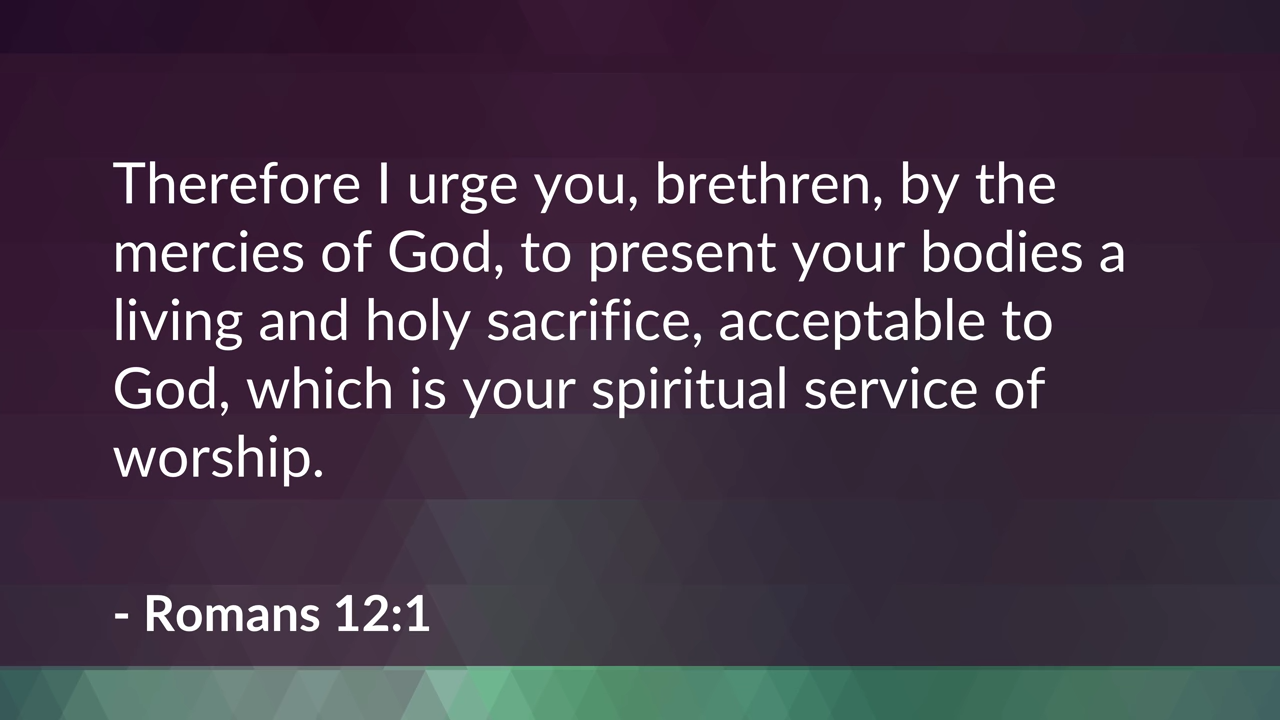 Therefore I urge you, brethren, by the
mercies of God, to present your bodies a
living and holy sacrifice, acceptable to
God, which is your spiritual service of
worship.
- Romans 12:1